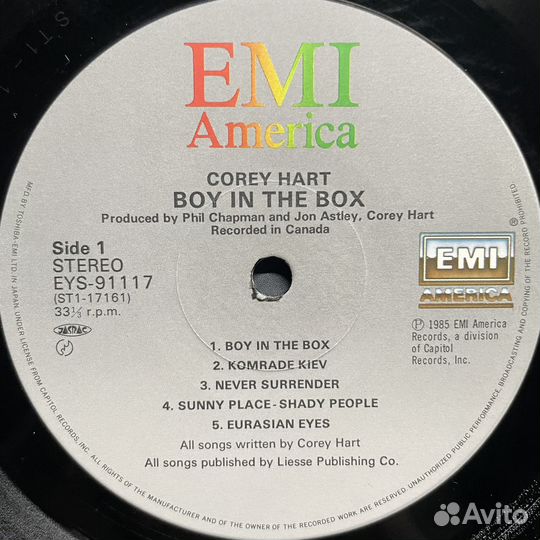 EMI
America
COREY HART
BOY IN THE BOX
Produced by Phil Chapman and Jon Astley, Corey Hart
Recorded in Canada
Side 1
STEREO
EYS-91117
(ST1-17161)
33⅓ r.p.m.
JASRAC
®
EMI
AMERICA
Ⓟ 1985 EMI America
Records, a division
of Capitol
Records, Inc.
1. BOY IN THE BOX
2. KOMRADE KIEV
3. NEVER SURRENDER
4. SUNNY PLACE-SHADY PEOPLE
5. EURASIAN EYES
All songs written by Corey Hart
All songs published by Liesse Publishing Co.
MFD. BY TOSHIBA-EMI LTD. IN JAPAN UNDER LICENSE FROM CAPITOL RECORDS, INC. ALL RIGHTS OF THE MANUFACTURER AND OF THE OWNER OF THE RECORDED WORK ARE RESERVED. UNAUTHORIZED PUBLIC PERFORMANCE, BROADCASTING AND COPYING OF THE RECORD PROHIBITED
Avito